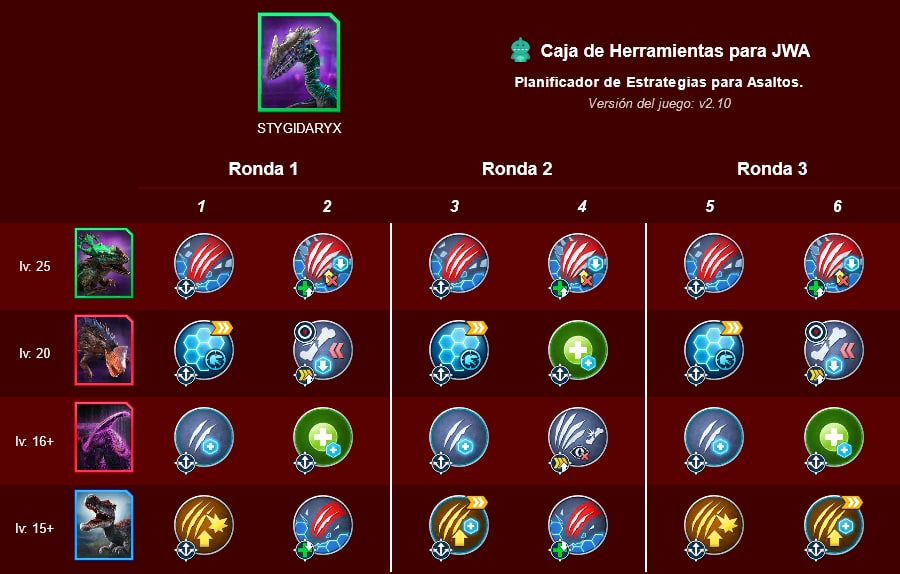 Caja de Herramientas para JWA
Planificador de Estrategias para Asaltos.
Versión del juego: v2.10
STYGIDARYX
Ronda 1 Ronda 2 Ronda 3
1 2 3 4 5 6
lv: 25
lv: 20
lv: 16+
lv: 15+